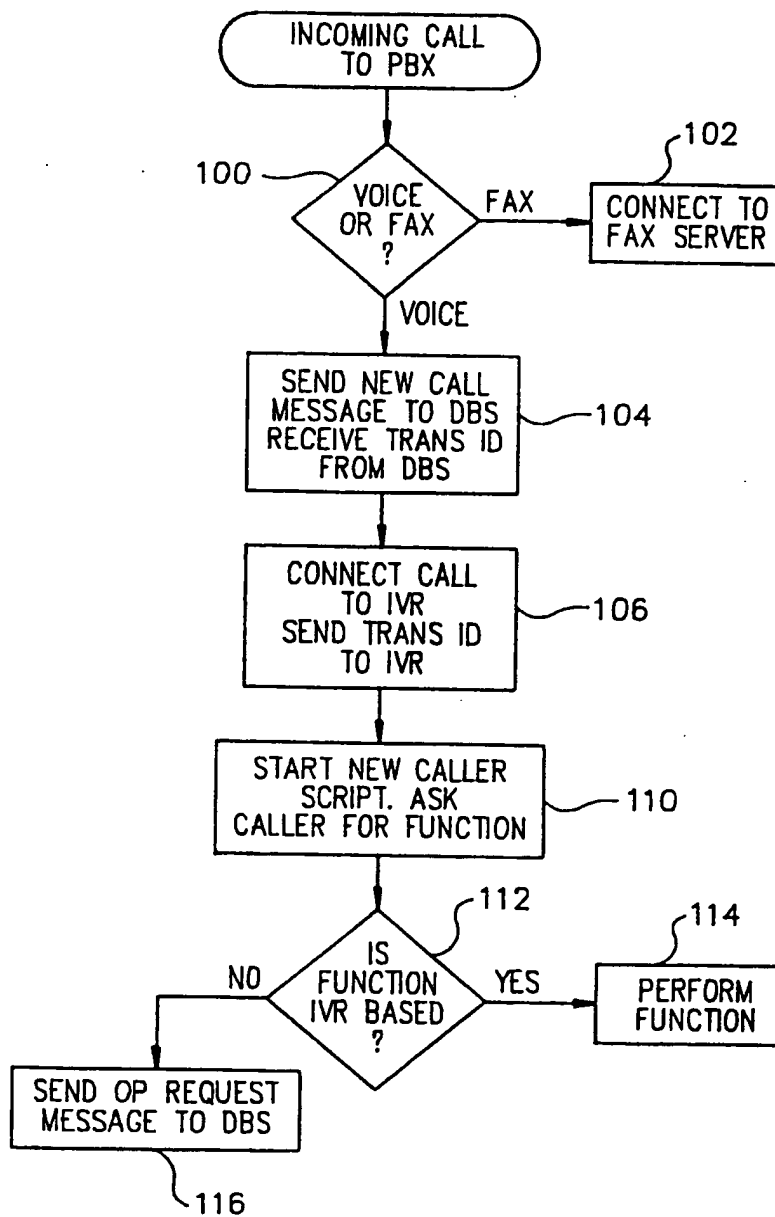 INCOMING CALL
TO PBX
100
VOICE
OR FAX
?
FAX
102
CONNECT TO
FAX SERVER
VOICE
SEND NEW CALL
MESSAGE TO DBS
RECEIVE TRANS ID
FROM DBS
104
CONNECT CALL
TO IVR
SEND TRANS ID
TO IVR
106
START NEW CALLER
SCRIPT. ASK
CALLER FOR FUNCTION
110
112
IS
FUNCTION
IVR BASED
?
NO
YES
114
PERFORM
FUNCTION
SEND OP REQUEST
MESSAGE TO DBS
116